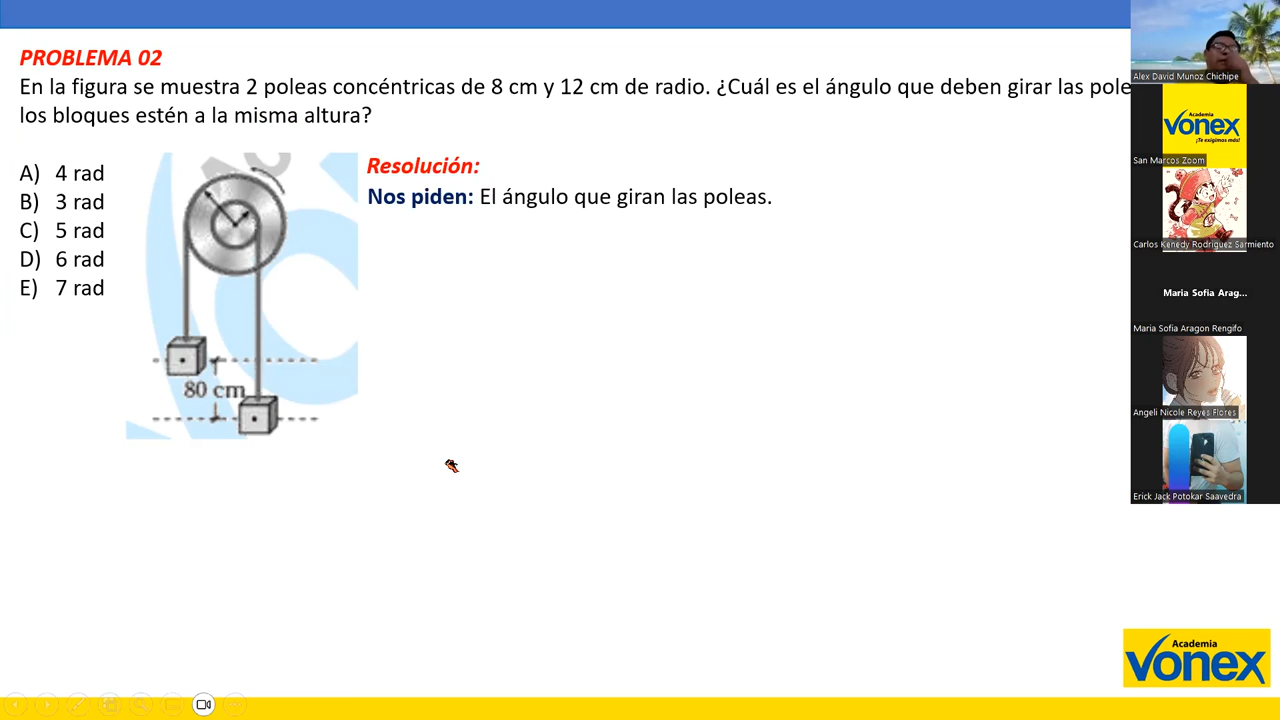 PROBLEMA 02
En la figura se muestra 2 poleas concéntricas de 8 cm y 12 cm de radio. ¿Cuál es el ángulo que deben girar las pole
los bloques estén a la misma altura?
A) 4 rad
B) 3 rad
C) 5 rad
D) 6 rad
E) 7 rad
Resolución:
Nos piden: El ángulo que giran las poleas.
80 cm
Alex David Munoz Chichipe
Academia
vonex
¡Te exigimos más!
San Marcos Zoom
Carlos Kenedy Rodriguez Sarmiento
Maria Sofia Arag...
Maria Sofia Aragon Rengifo
Angeli Nicole Reyes Flores
Erick Jack Potokar Saavedra
Academia
vonex